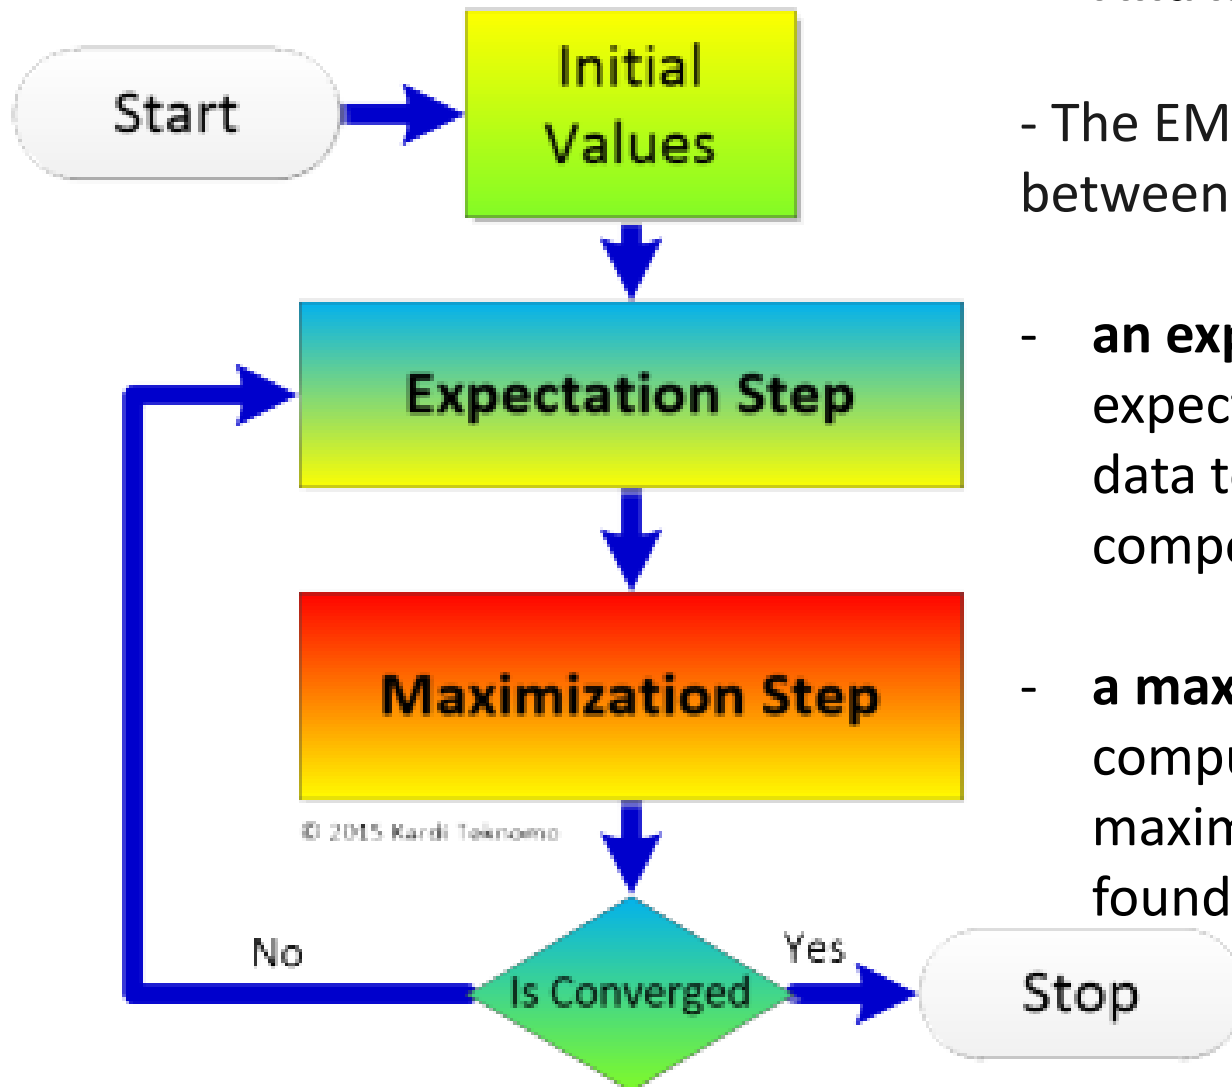 Start
Initial
Values
Expectation Step
Maximization Step
© 2015 Kardi Teknomo
Is Converged
No
Yes
Stop
- The EM
between
- an exp
expect
data t
comp
- a max
compu
maxim
found